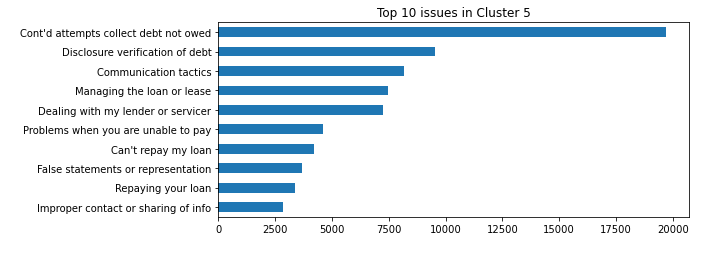 Top 10 issues in Cluster 5
Cont'd attempts collect debt not owed
Disclosure verification of debt
Communication tactics
Managing the loan or lease
Dealing with my lender or servicer
Problems when you are unable to pay
Can't repay my loan
False statements or representation
Repaying your loan
Improper contact or sharing of info
0 2500 5000 7500 10000 12500 15000 17500 20000